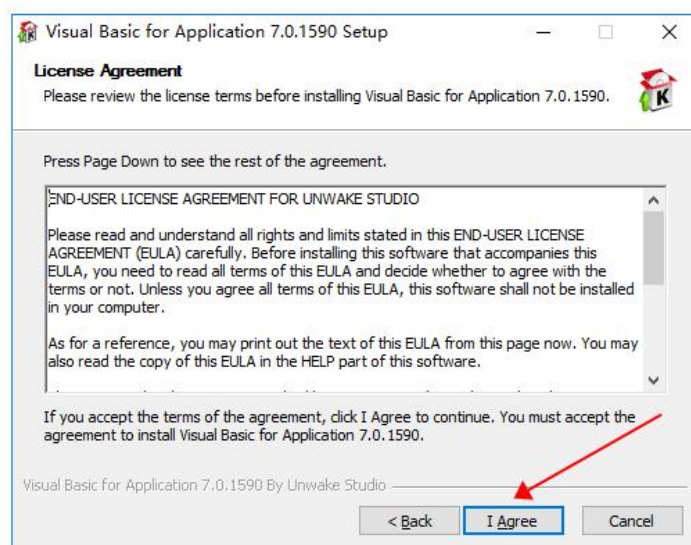 Visual Basic for Application 7.0.1590 Setup
License Agreement
Please review the license terms before installing Visual Basic for Application 7.0.1590.
K
Press Page Down to see the rest of the agreement.
END-USER LICENSE AGREEMENT FOR UNWAKE STUDIO
Please read and understand all rights and limits stated in this END-USER LICENSE
AGREEMENT (EULA) carefully. Before installing this software that accompanies this
EULA, you need to read all terms of this EULA and decide whether to agree with the
terms or not. Unless you agree all terms of this EULA, this software shall not be installed
in your computer.
As for a reference, you may print out the text of this EULA from this page now. You may
also read the copy of this EULA in the HELP part of this software.
If you accept the terms of the agreement, click I Agree to continue. You must accept the
agreement to install Visual Basic for Application 7.0.1590.
Visual Basic for Application 7.0.1590 By Unwake Studio
< Back
I Agree
Cancel